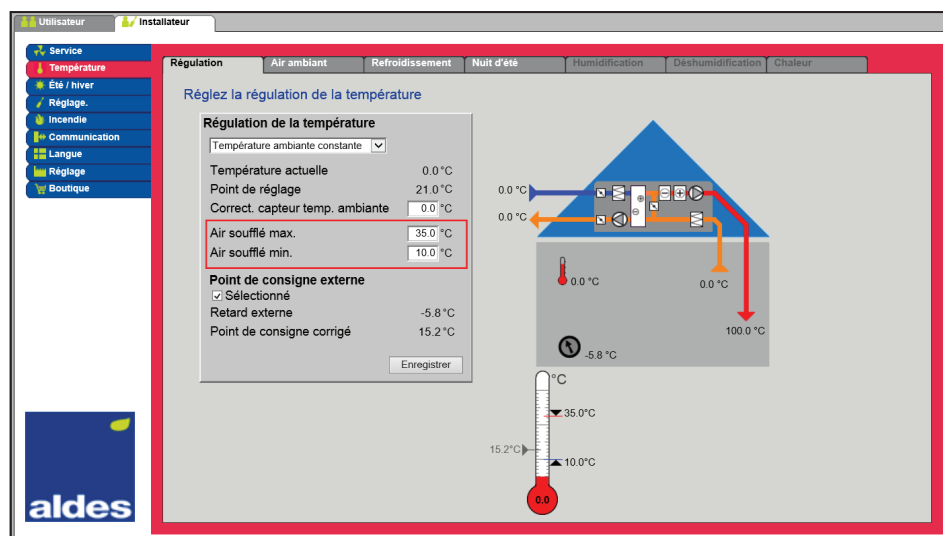 Utilisateur Installateur
Service
Température
Été / hiver
Réglage.
Incendie
Communication
Langue
Réglage
Boutique
Régulation Air ambiant Refroidissement Nuit d'été Humidification Déshumidification Chaleur
Réglez la régulation de la température
Régulation de la température
Température ambiante constante
Température actuelle 0.0°C
Point de réglage 21.0°C
Correct. capteur temp. ambiante 0.0 °C
Air soufflé max. 35.0 °C
Air soufflé min. 10.0 °C
Point de consigne externe
Sélectionné
Retard externe -5.8°C
Point de consigne corrigé 15.2°C
Enregistrer
0.0 °C
0.0 °C
0.0 °C
0.0 °C
100.0 °C
-5.8 °C
°C
35.0°C
15.2°C
10.0°C
0.0
aldes